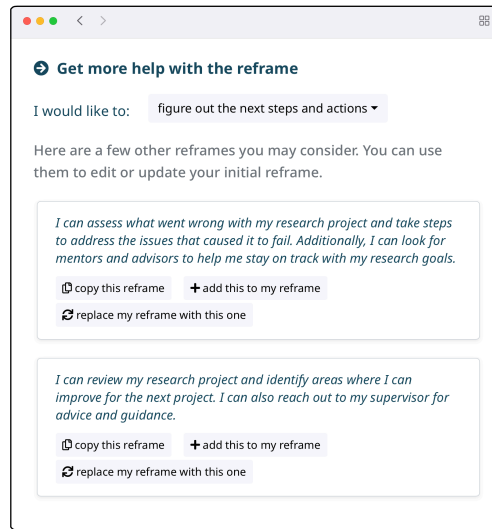 Get more help with the reframe
I would like to: figure out the next steps and actions
Here are a few other reframes you may consider. You can use
them to edit or update your initial reframe.
I can assess what went wrong with my research project and take steps
to address the issues that caused it to fail. Additionally, I can look for
mentors and advisors to help me stay on track with my research goals.
copy this reframe add this to my reframe
replace my reframe with this one
I can review my research project and identify areas where I can
improve for the next project. I can also reach out to my supervisor for
advice and guidance.
copy this reframe add this to my reframe
replace my reframe with this one